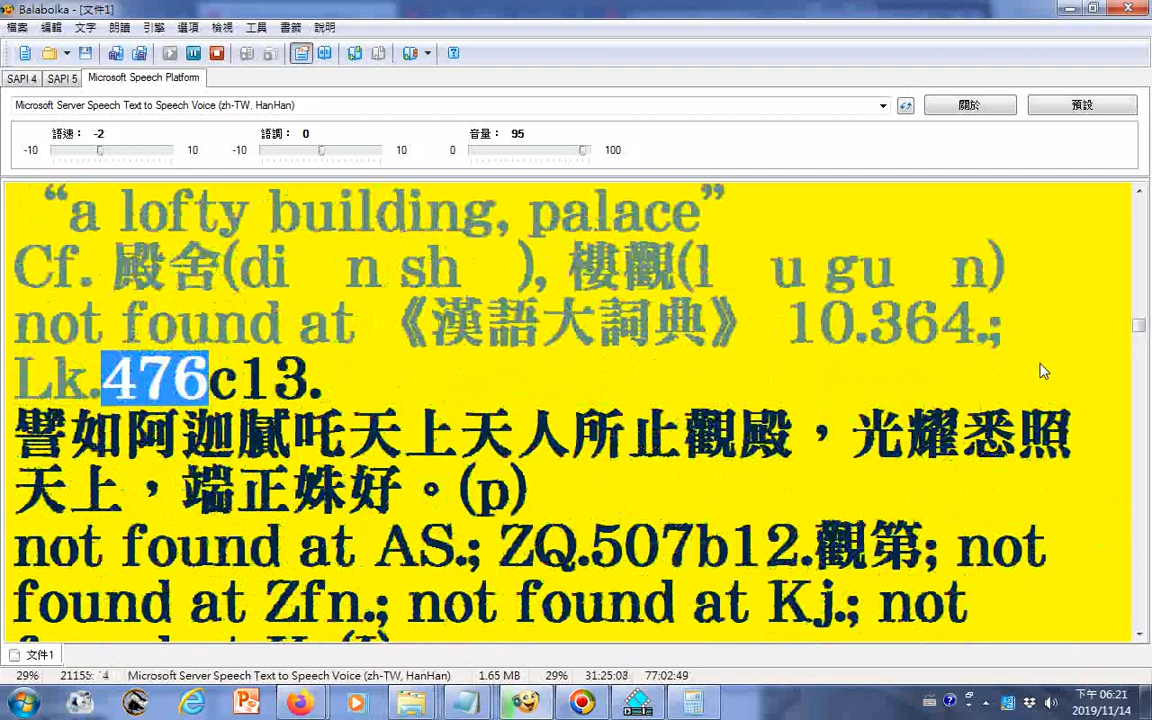 Balabolka - [文件1]
檔案 編輯 文字 朗讀 引擎 選項 檢視 工具 書籤 說明
SAPI 4 SAPI 5 Microsoft Speech Platform
Microsoft Server Speech Text to Speech Voice (zh-TW, HanHan) 關於 預設
語速： -2 語調： 0 音量： 95
-10 10 -10 10 0 100
“a lofty building, palace”
Cf. 殿舍(di n sh ), 樓觀(l u gu n)
not found at 《漢語大詞典》 10.364.;
Lk.476c13.
譬如阿迦膩吒天上天人所止觀殿，光耀悉照
天上，端正姝好。(p)
not found at AS.; ZQ.507b12.觀第; not
found at Zfn.; not found at Kj.; not
文件1
29% Microsoft Server Speech Text to Speech Voice (zh-TW, HanHan) 1.65 MB 29% 31:25:08 77:02:49
下午 06:21
2019/11/14